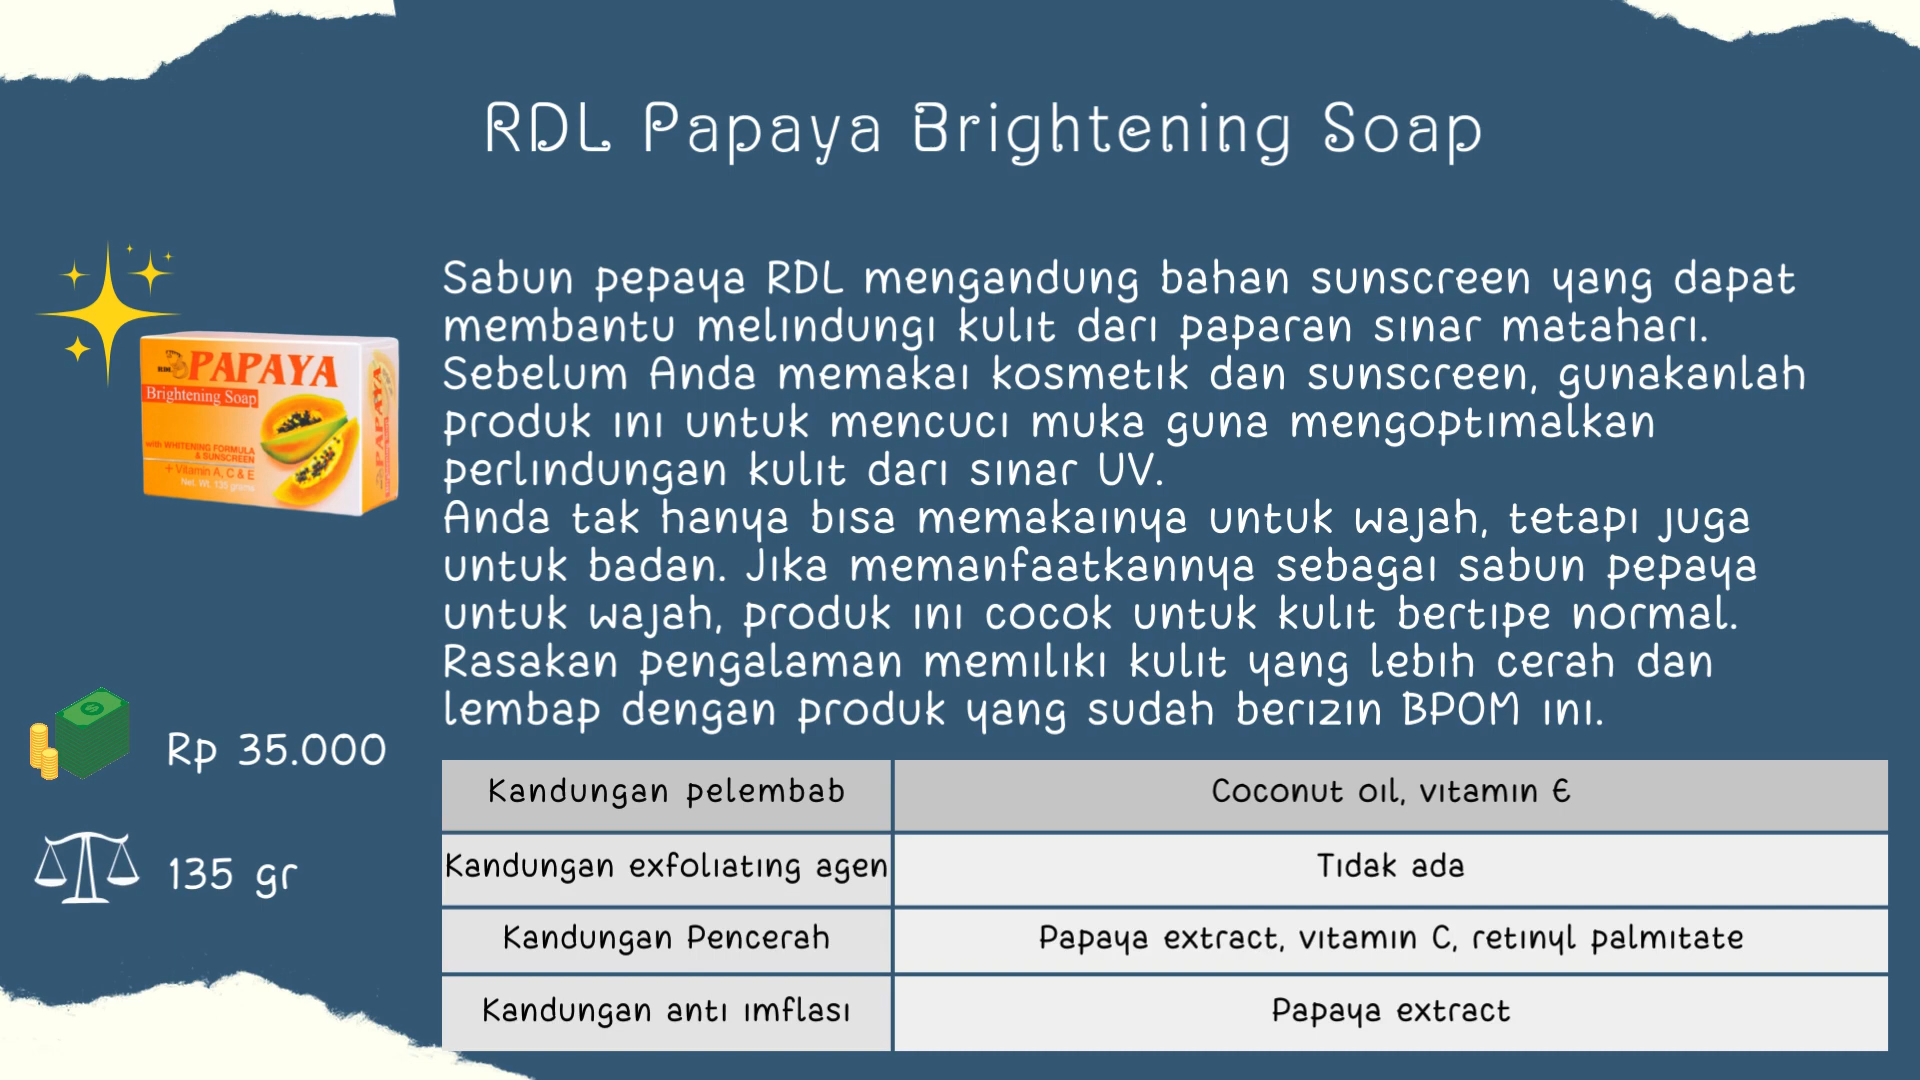 RDL Papaya Brightening Soap
RDL
PAPAYA
Brightening Soap
with WHITENING FORMULA
& SUNSCREEN
+ Vitamin A, C & E
Net. Wt. 135 grams
PAPAYA
Sabun pepaya RDL mengandung bahan sunscreen yang dapat
membantu melindungi kulit dari paparan sinar matahari.
Sebelum Anda memakai kosmetik dan sunscreen, gunakanlah
produk ini untuk mencuci muka guna mengoptimalkan
perlindungan kulit dari sinar UV.
Anda tak hanya bisa memakainya untuk wajah, tetapi juga
untuk badan. Jika memanfaatkannya sebagai sabun pepaya
untuk wajah, produk ini cocok untuk kulit bertipe normal.
Rasakan pengalaman memiliki kulit yang lebih cerah dan
lembap dengan produk yang sudah berizin BPOM ini.
Rp 35.000
135 gr
Kandungan pelembab Coconut oil, vitamin E
Kandungan exfoliating agen Tidak ada
Kandungan Pencerah Papaya extract, vitamin C, retinyl palmitate
Kandungan anti imflasi Papaya extract